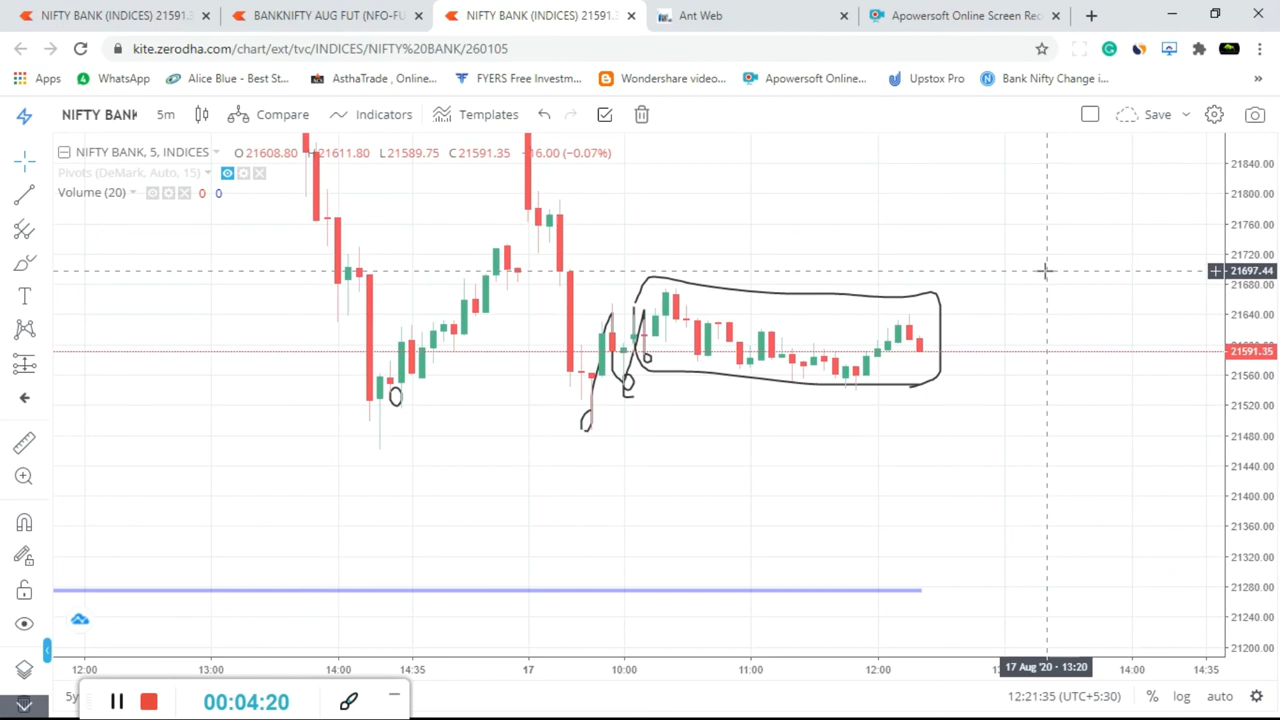 NIFTY BANK (INDICES) 21591.3
BANKNIFTY AUG FUT (NFO-FU
NIFTY BANK (INDICES) 21591.3
Ant Web
Apowersoft Online Screen Rec
kite.zerodha.com/chart/ext/tvc/INDICES/NIFTY%20BANK/260105
Apps
WhatsApp
Alice Blue - Best St...
AsthaTrade , Online...
FYERS Free Investm...
Wondershare video...
Apowersoft Online...
Upstox Pro
Bank Nifty Change i...
»
NIFTY BANK
5m
Compare
Indicators
Templates
Save
NIFTY BANK, 5, INDICES
O 21608.80
H 21611.80 L 21589.75 C 21591.35 -16.00 (-0.07%)
Pivots (DeMark, Auto, 15)
Volume (20)
0 0
21840.00
21800.00
21760.00
21720.00
21697.44
21680.00
21640.00
21591.35
21560.00
21520.00
21480.00
21440.00
21400.00
21360.00
21320.00
21280.00
21240.00
21200.00
12:00 13:00 14:00 14:35 17 10:00 11:00 12:00
17 Aug '20 · 13:20
14:00 14:35
5y
00:04:20
12:21:35 (UTC+5:30)
% log auto